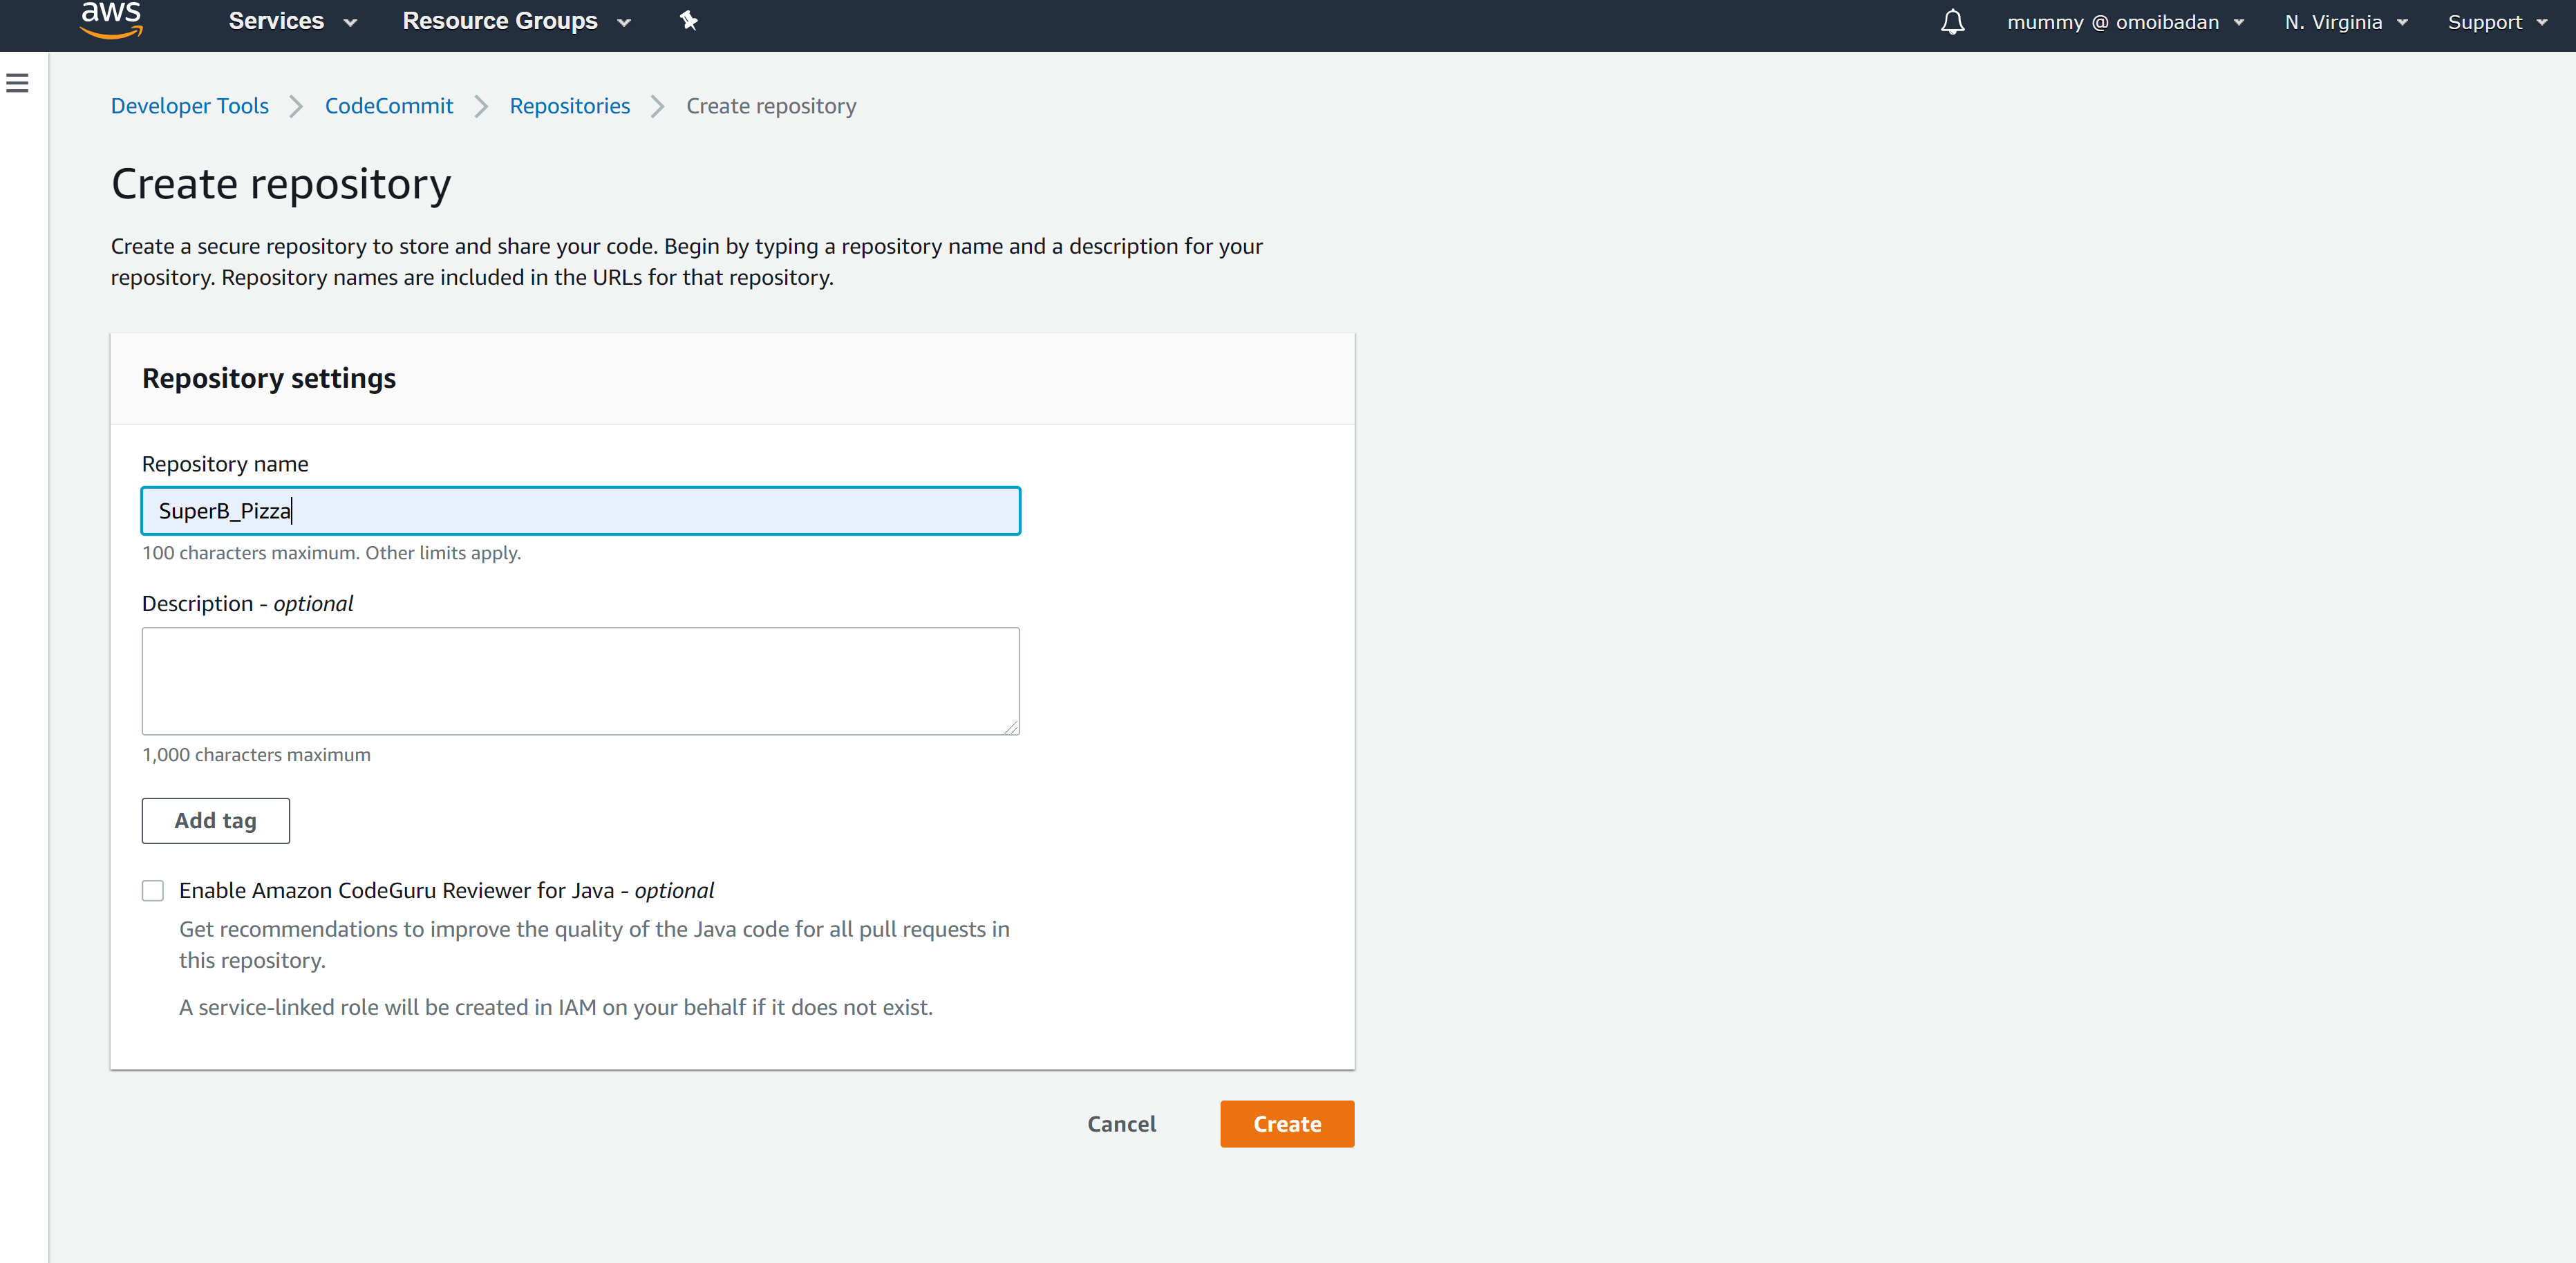 aws Services Resource Groups mummy @ omoibadan N. Virginia Support
Developer Tools CodeCommit Repositories Create repository
Create repository
Create a secure repository to store and share your code. Begin by typing a repository name and a description for your
repository. Repository names are included in the URLs for that repository.
Repository settings
Repository name
SuperB_Pizza
100 characters maximum. Other limits apply.
Description - optional
1,000 characters maximum
Add tag
Enable Amazon CodeGuru Reviewer for Java - optional
Get recommendations to improve the quality of the Java code for all pull requests in
this repository.
A service-linked role will be created in IAM on your behalf if it does not exist.
Cancel Create